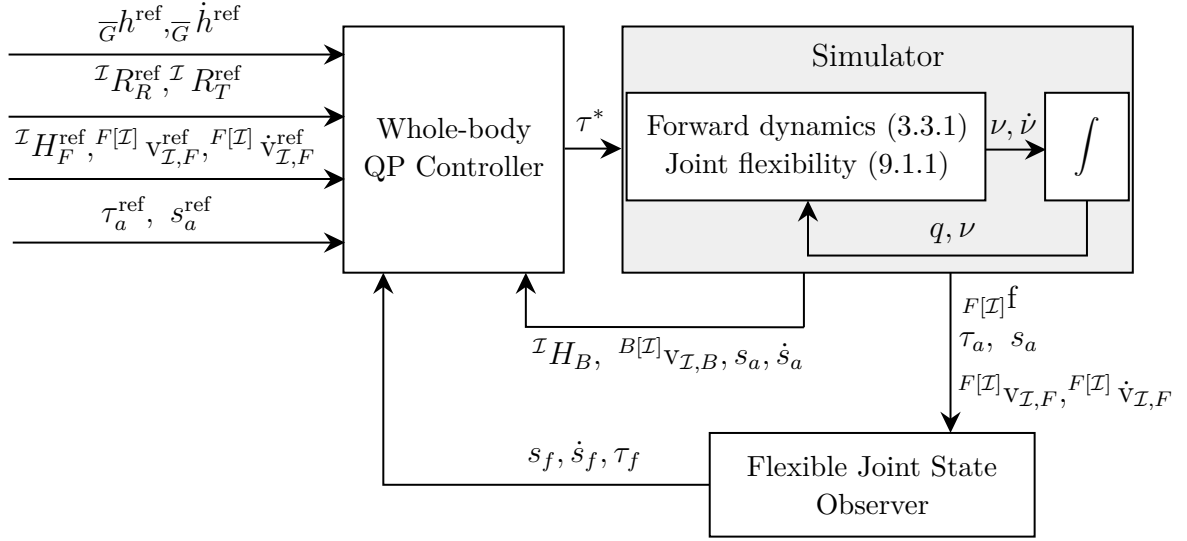 $_{\overline{G}}h^{\text{ref}}, _{\overline{G}}\dot{h}^{\text{ref}}$
$^{\mathcal{I}}R_R^{\text{ref}}, ^{\mathcal{I}}R_T^{\text{ref}}$
$^{\mathcal{I}}H_F^{\text{ref}}, ^{F[\mathcal{I}]}\text{v}_{\mathcal{I},F}^{\text{ref}}, ^{F[\mathcal{I}]}\dot{\text{v}}_{\mathcal{I},F}^{\text{ref}}$
$\tau_a^{\text{ref}}, \ s_a^{\text{ref}}$
Whole-body
QP Controller
$\tau^*$
Simulator
Forward dynamics (3.3.1)
Joint flexibility (9.1.1)
$\nu, \dot{\nu}$
$\int$
$q, \nu$
$^{\mathcal{I}}H_B, \ ^{B[\mathcal{I}]}\text{v}_{\mathcal{I},B}, s_a, \dot{s}_a$
$_{F[\mathcal{I}]}\text{f}$
$\tau_a, \ s_a$
$^{F[\mathcal{I}]}\text{v}_{\mathcal{I},F}, ^{F[\mathcal{I}]}\dot{\text{v}}_{\mathcal{I},F}$
$s_f, \dot{s}_f, \tau_f$
Flexible Joint State
Observer